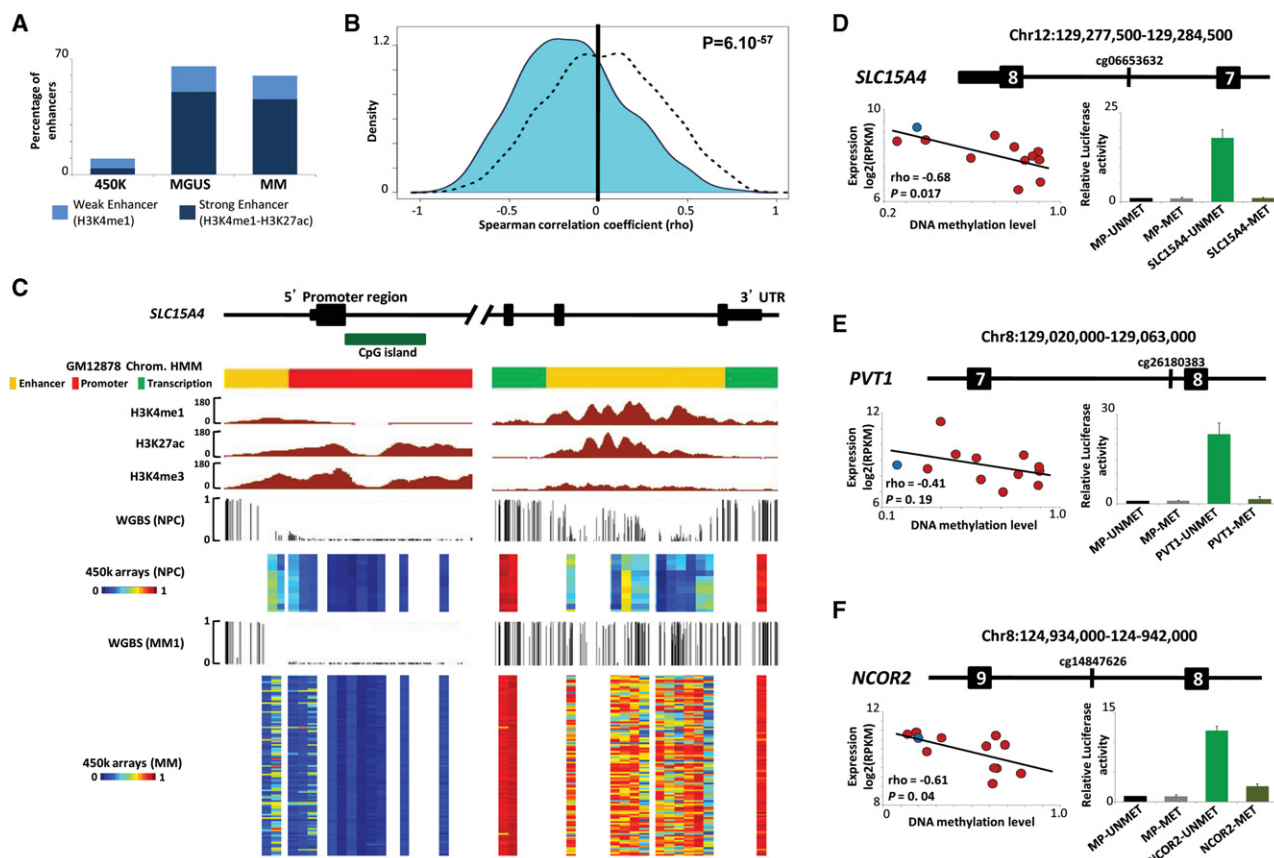 A
70
Percentage of
enhancers
0
450K
MGUS
MM
Weak Enhancer
(H3K4me1)
Strong Enhancer
(H3K4me1-H3K27ac)
B
P=6.10-57
1.2
Density
0
-1
-0.5
0
0.5
1
Spearman correlation coefficient (rho)
C
5' Promoter region
3' UTR
SLC15A4
CpG island
GM12878 Chrom. HMM
Enhancer
Promoter
Transcription
H3K4me1
180
0
180
0
H3K27ac
180
0
180
0
H3K4me3
180
0
180
0
WGBS (NPC)
1
0
1
0
450k arrays (NPC)
0 1
WGBS (MM1)
1
0
1
0
450k arrays (MM)
0 1
D
Chr12:129,277,500-129,284,500
cg06653632
SLC15A4
8
7
Expression
log2(RPKM)
10
6
rho = -0.68
P = 0.017
0.2
1.0
DNA methylation level
Relative Luciferase
activity
25
0
MP-UNMET
MP-MET
SLC15A4-UNMET
SLC15A4-MET
E
Chr8:129,020,000-129,063,000
cg26180383
PVT1
7
8
Expression
log2(RPKM)
12
6
rho = -0.41
P = 0. 19
0.1
1.0
DNA methylation level
Relative Luciferase
activity
30
0
MP-UNMET
MP-MET
PVT1-UNMET
PVT1-MET
F
Chr8:124,934,000-124-942,000
cg14847626
NCOR2
9
8
Expression
log2(RPKM)
12
8
rho = -0.61
P = 0. 04
0
1.0
DNA methylation level
Relative Luciferase
activity
15
0
MP-UNMET
MP-MET
NCOR2-UNMET
NCOR2-MET